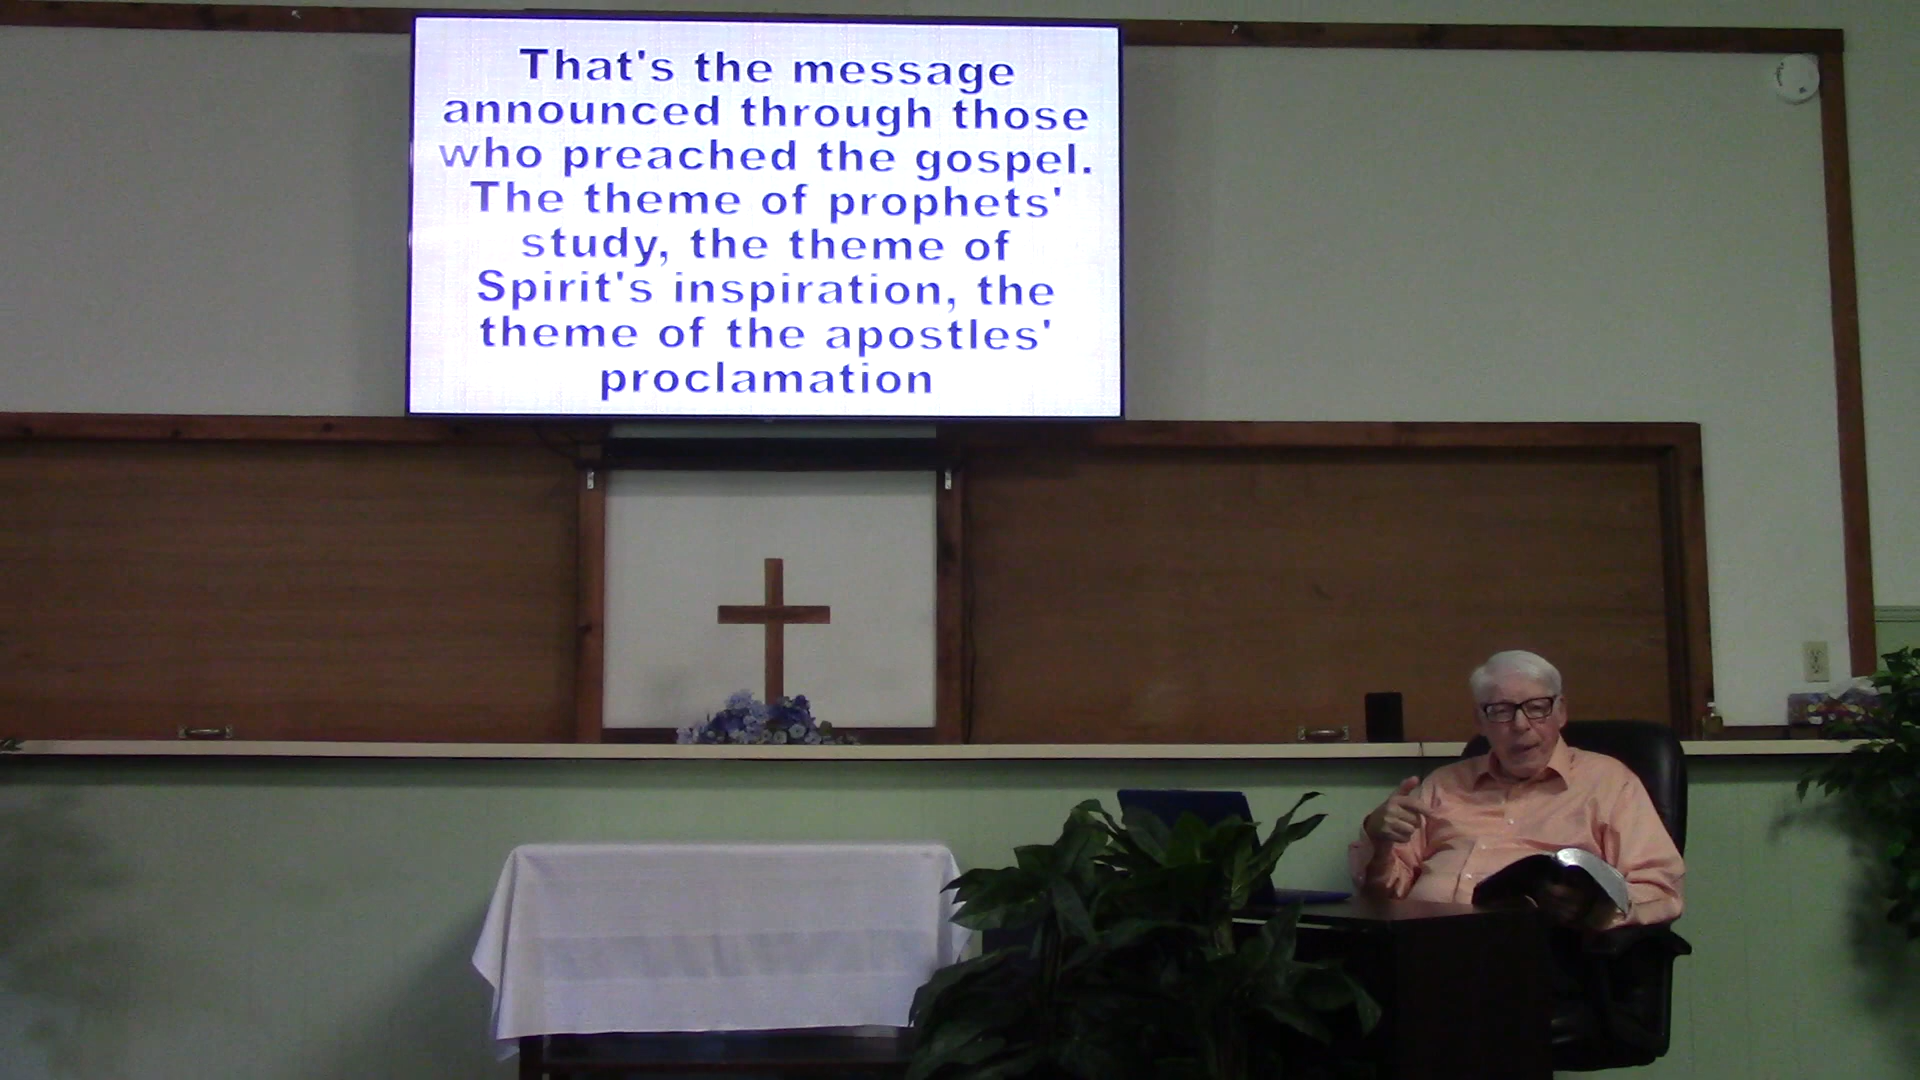 That's the message
announced through those
who preached the gospel.
The theme of prophets'
study, the theme of
Spirit's inspiration, the
theme of the apostles'
proclamation